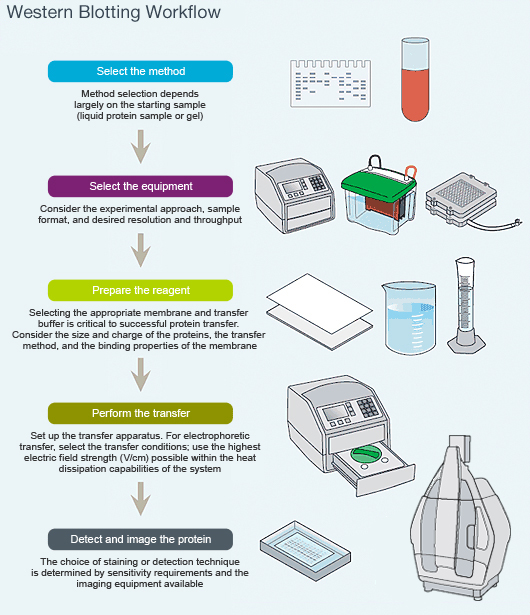 Western Blotting Workflow
Select the method
Method selection depends
largely on the starting sample
(liquid protein sample or gel)
Select the equipment
Consider the experimental approach, sample
format, and desired resolution and throughput
Prepare the reagent
Selecting the appropriate membrane and transfer
buffer is critical to successful protein transfer.
Consider the size and charge of the proteins, the transfer
method, and the binding properties of the membrane
Perform the transfer
Set up the transfer apparatus. For electrophoretic
transfer, select the transfer conditions; use the highest
electric field strength (V/cm) possible within the heat
dissipation capabilities of the system
Detect and image the protein
The choice of staining or detection technique
is determined by sensitivity requirements and the
imaging equipment available